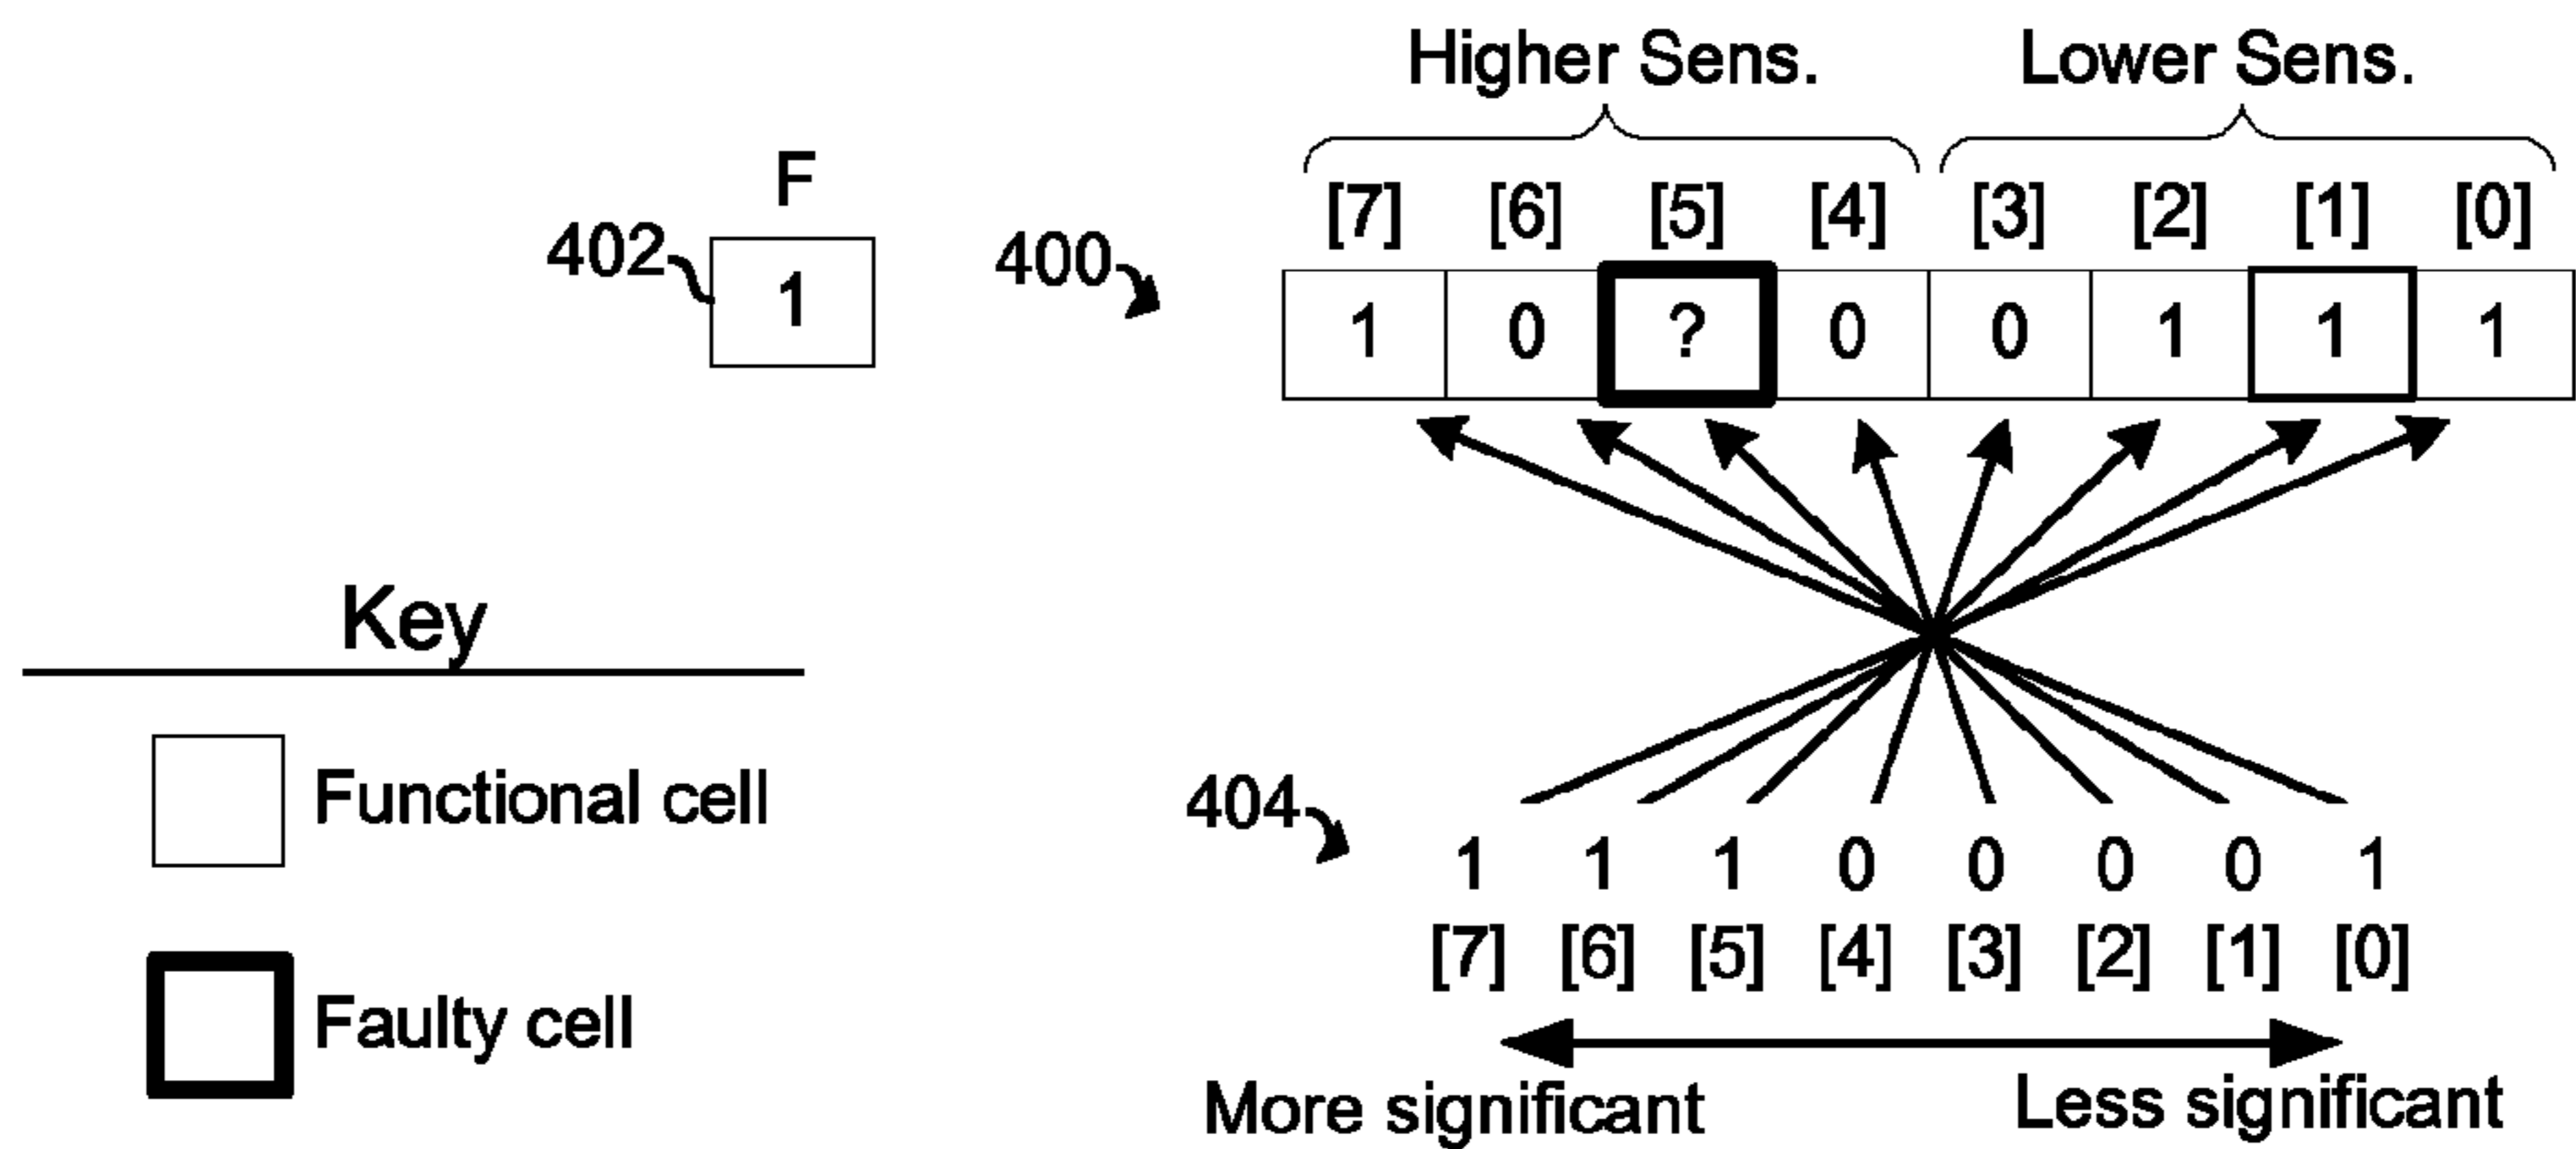 Higher Sens. Lower Sens.
F
[7] [6] [5] [4] [3] [2] [1] [0]
402 1 400 1 0 ? 0 0 1 1 1
Key
Functional cell
404 1 1 1 0 0 0 0 1
[7] [6] [5] [4] [3] [2] [1] [0]
Faulty cell
More significant Less significant